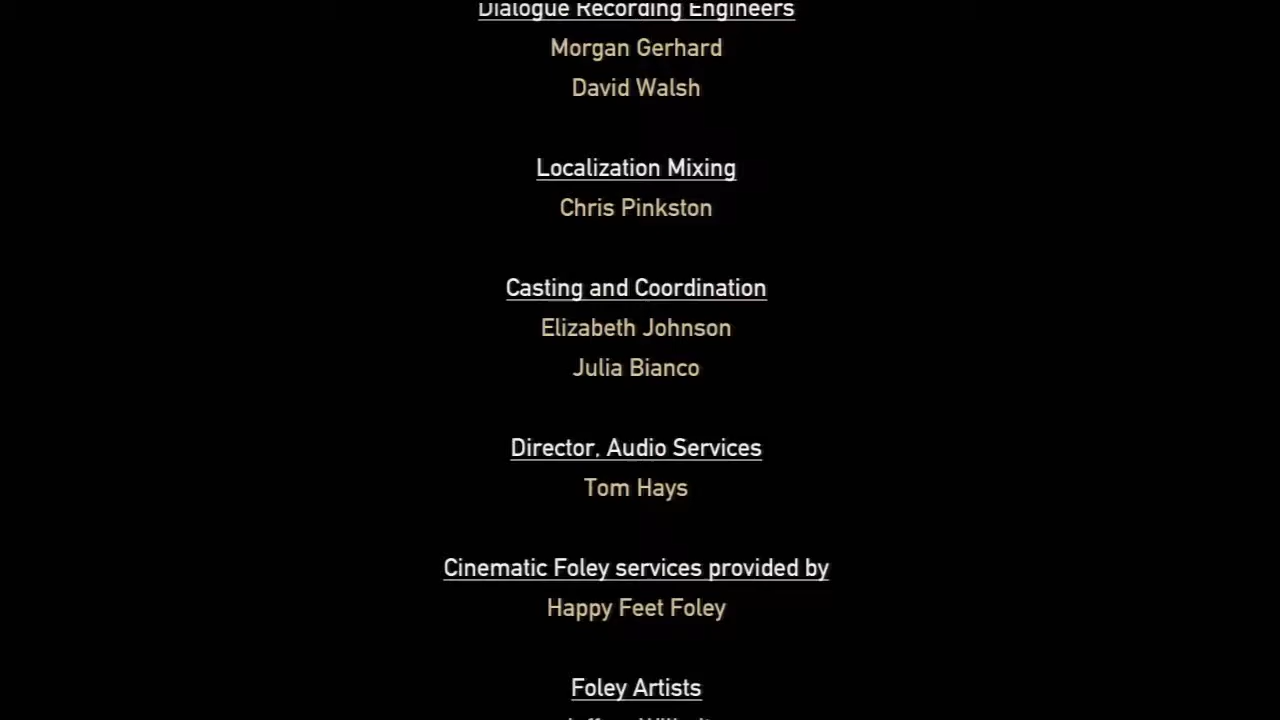 Dialogue Recording Engineers
Morgan Gerhard
David Walsh
Localization Mixing
Chris Pinkston
Casting and Coordination
Elizabeth Johnson
Julia Bianco
Director, Audio Services
Tom Hays
Cinematic Foley services provided by
Happy Feet Foley
Foley Artists